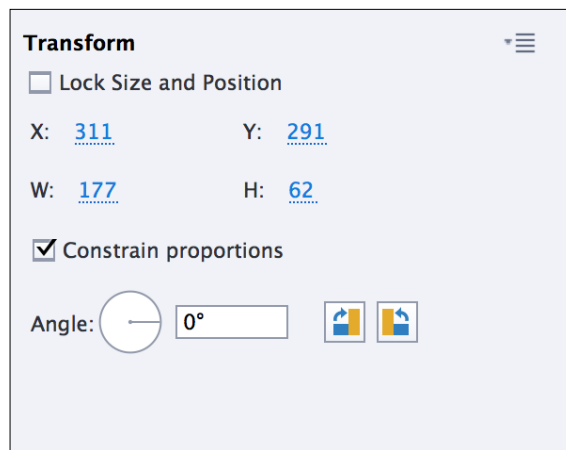 Transform
Lock Size and Position
X: 311 Y: 291
W: 177 H: 62
Constrain proportions
Angle: 0°